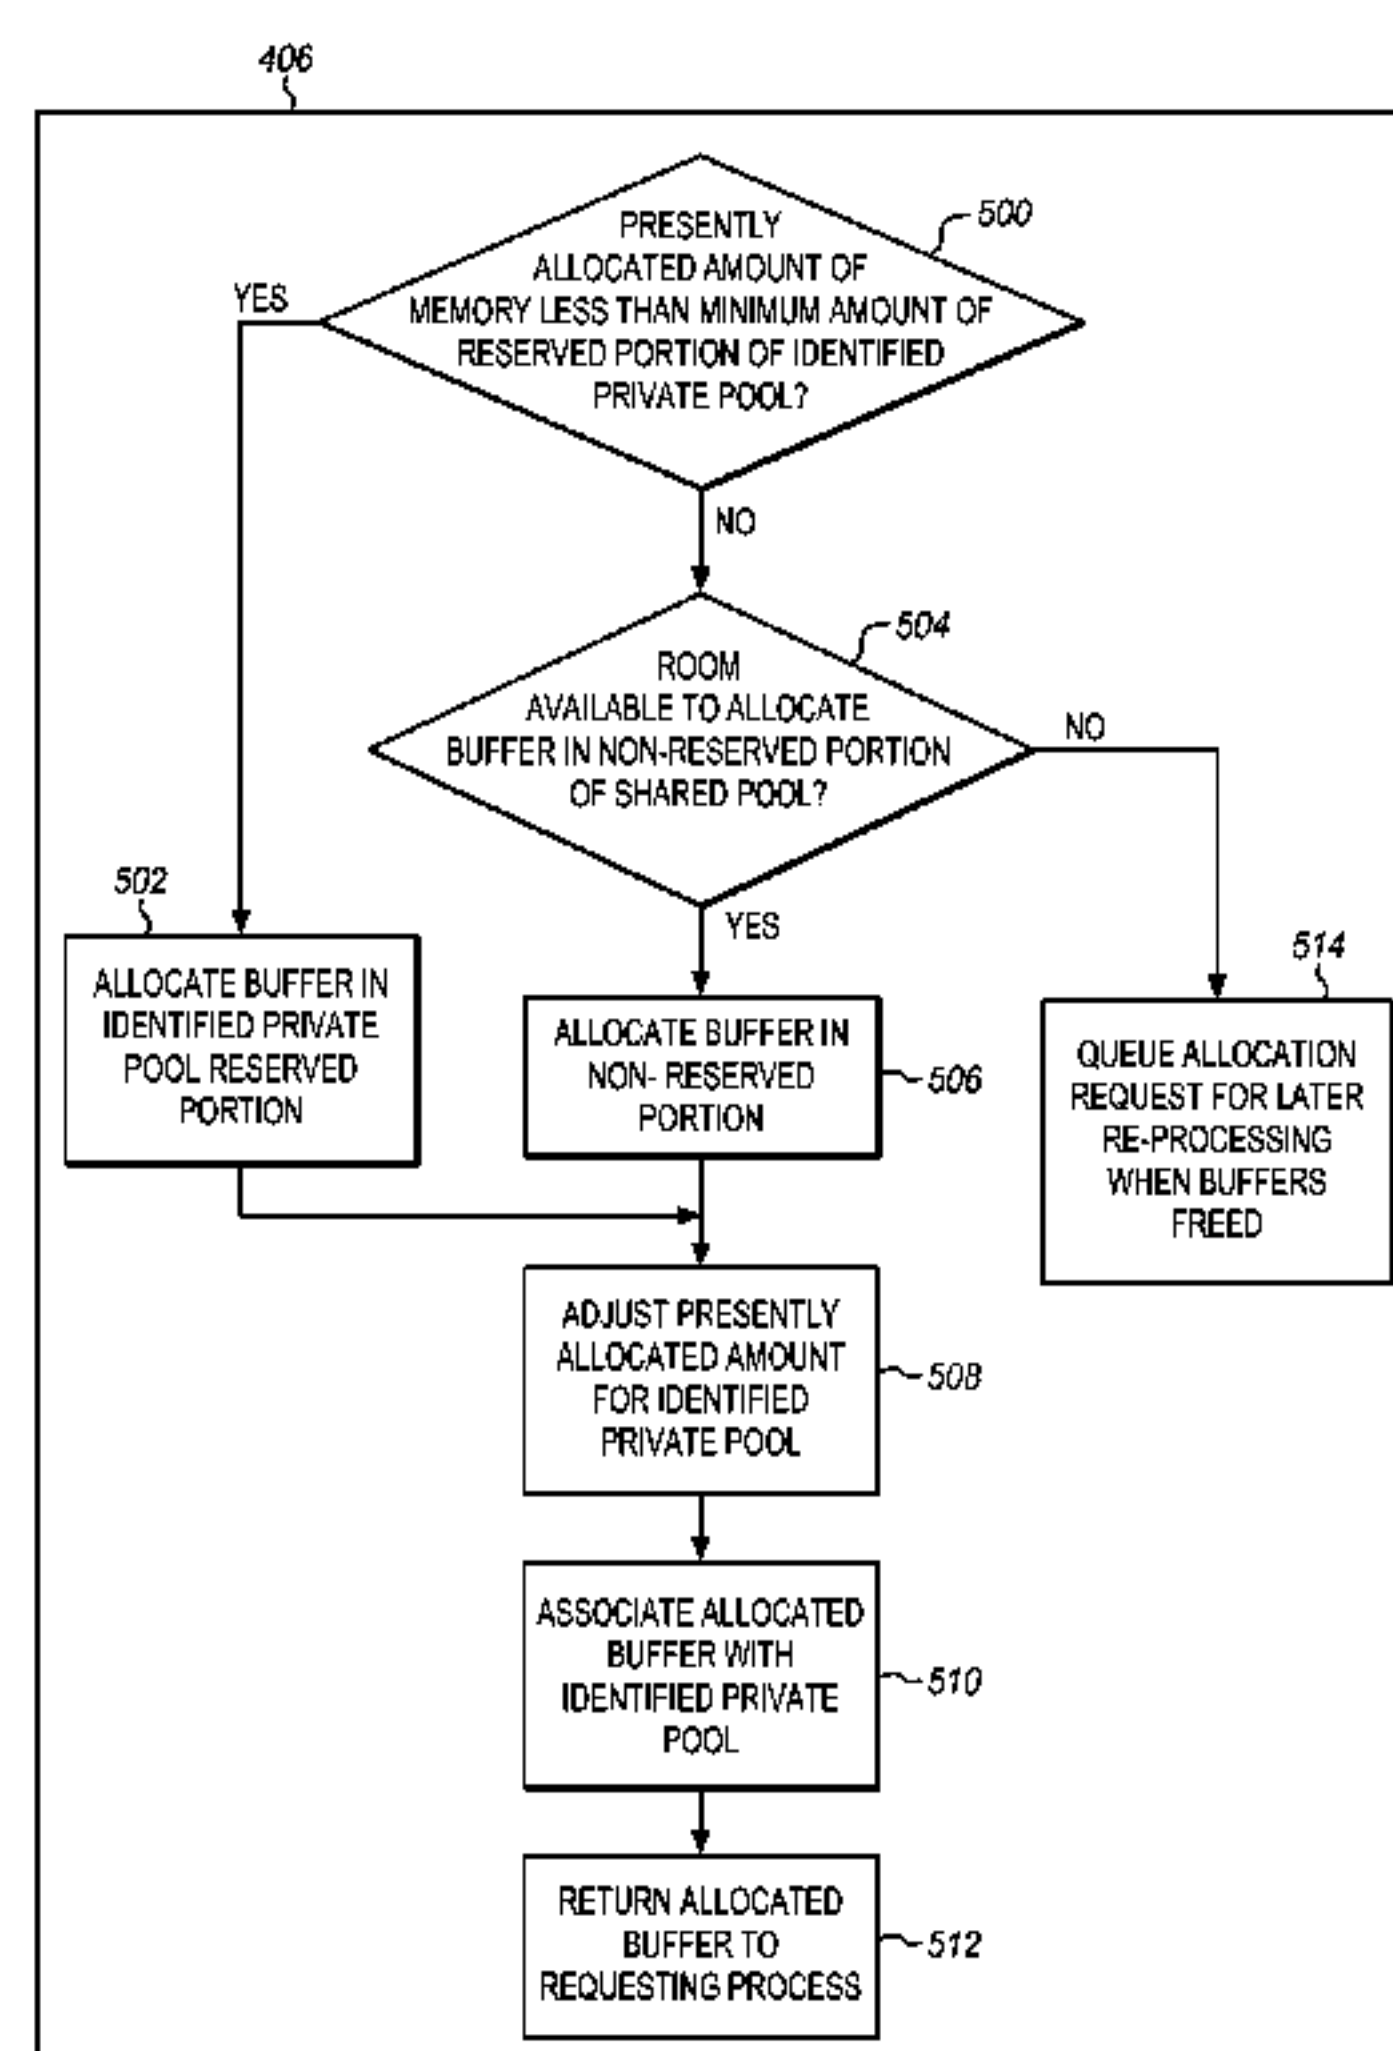 406
500
PRESENTLY
ALLOCATED AMOUNT OF
MEMORY LESS THAN MINIMUM AMOUNT OF
RESERVED PORTION OF IDENTIFIED
PRIVATE POOL?
YES
NO
504
ROOM
AVAILABLE TO ALLOCATE
BUFFER IN NON-RESERVED PORTION
OF SHARED POOL?
NO
YES
502
ALLOCATE BUFFER IN
IDENTIFIED PRIVATE
POOL RESERVED
PORTION
ALLOCATE BUFFER IN
NON- RESERVED
PORTION
506
514
QUEUE ALLOCATION
REQUEST FOR LATER
RE-PROCESSING
WHEN BUFFERS
FREED
ADJUST PRESENTLY
ALLOCATED AMOUNT
FOR IDENTIFIED
PRIVATE POOL
508
ASSOCIATE ALLOCATED
BUFFER WITH
IDENTIFIED PRIVATE
POOL
510
RETURN ALLOCATED
BUFFER TO
REQUESTING PROCESS
512